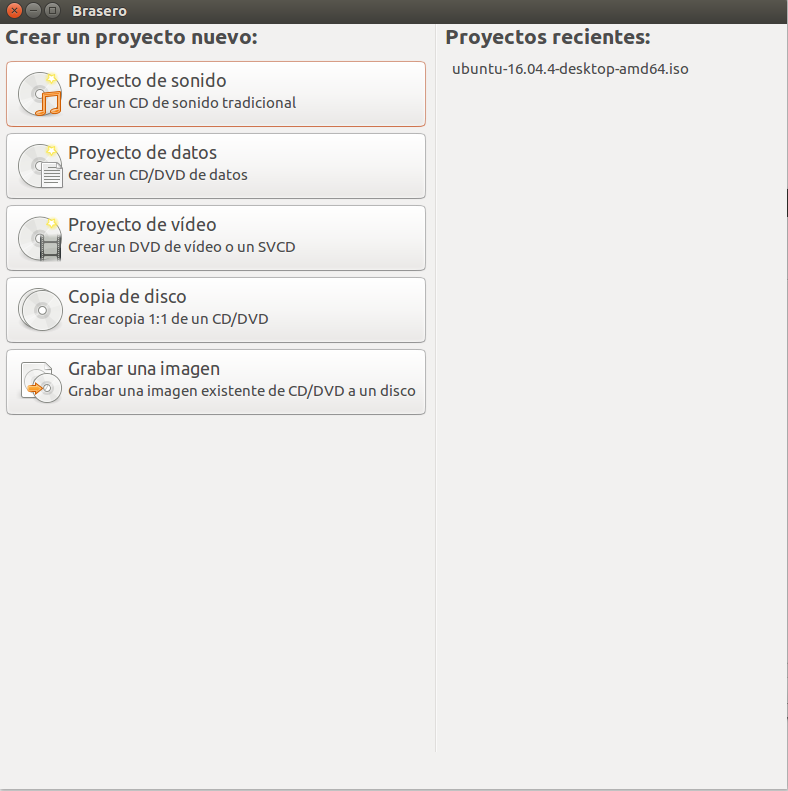 Brasero
Crear un proyecto nuevo:
Proyecto de sonido
Crear un CD de sonido tradicional
Proyecto de datos
Crear un CD/DVD de datos
Proyecto de vídeo
Crear un DVD de vídeo o un SVCD
Copia de disco
Crear copia 1:1 de un CD/DVD
Grabar una imagen
Grabar una imagen existente de CD/DVD a un disco
Proyectos recientes:
ubuntu-16.04.4-desktop-amd64.iso